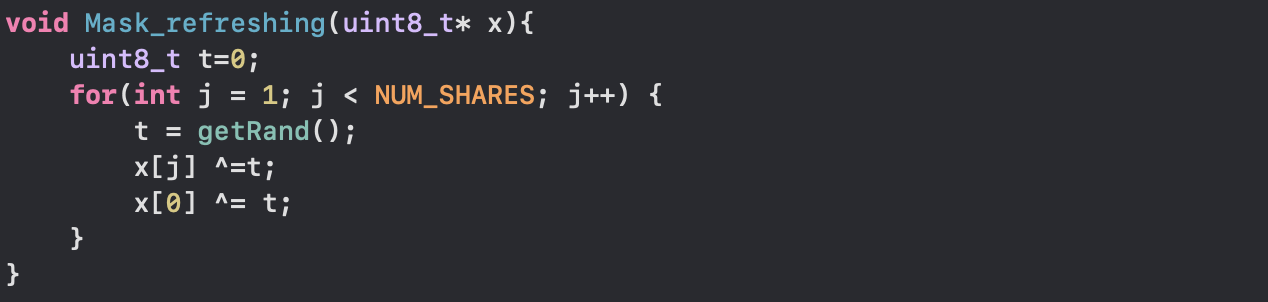 void Mask_refreshing(uint8_t* x){
    uint8_t t=0;
    for(int j = 1; j < NUM_SHARES; j++) {
        t = getRand();
        x[j] ^=t;
        x[0] ^= t;
    }
}